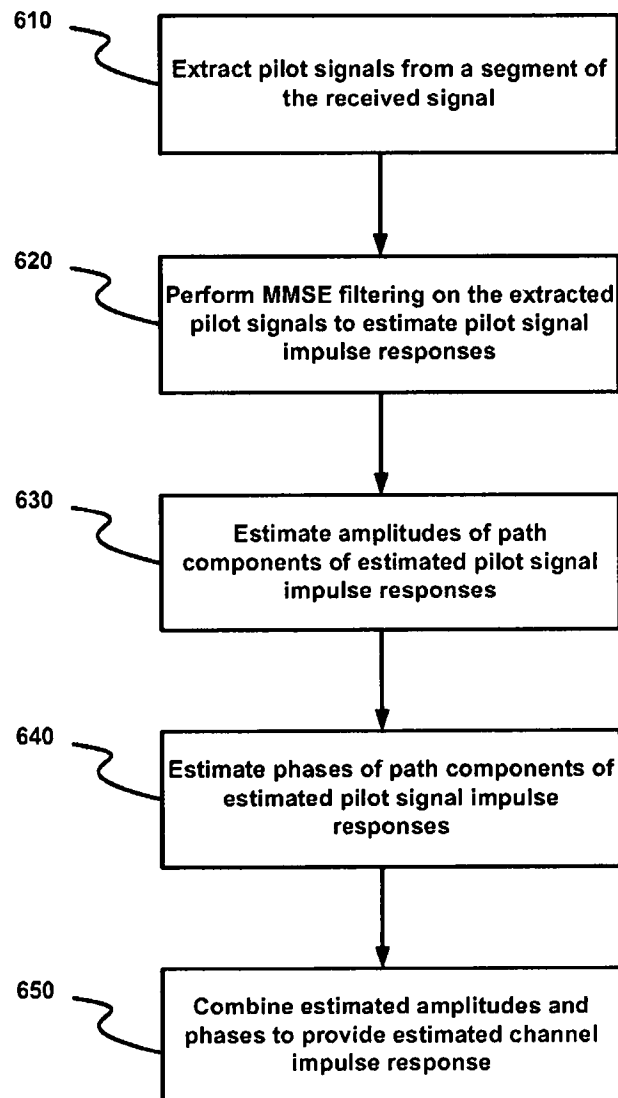 610
Extract pilot signals from a segment of
the received signal
620
Perform MMSE filtering on the extracted
pilot signals to estimate pilot signal
impulse responses
630
Estimate amplitudes of path
components of estimated pilot signal
impulse responses
640
Estimate phases of path components of
estimated pilot signal impulse
responses
650
Combine estimated amplitudes and
phases to provide estimated channel
impulse response